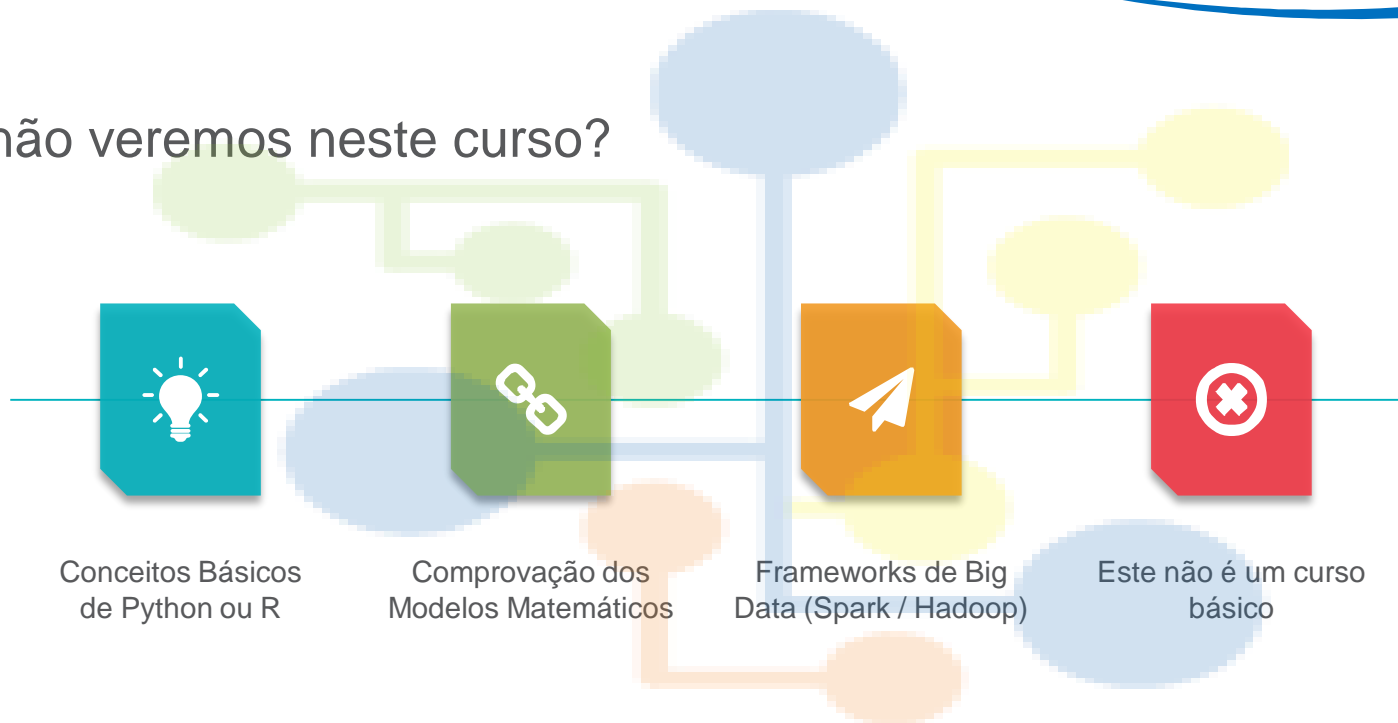 não veremos neste curso?
Conceitos Básicos
de Python ou R
Comprovação dos
Modelos Matemáticos
Frameworks de Big
Data (Spark / Hadoop)
Este não é um curso
básico